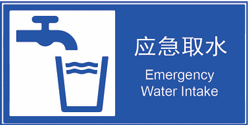 应急取水
Emergency
Water Intake